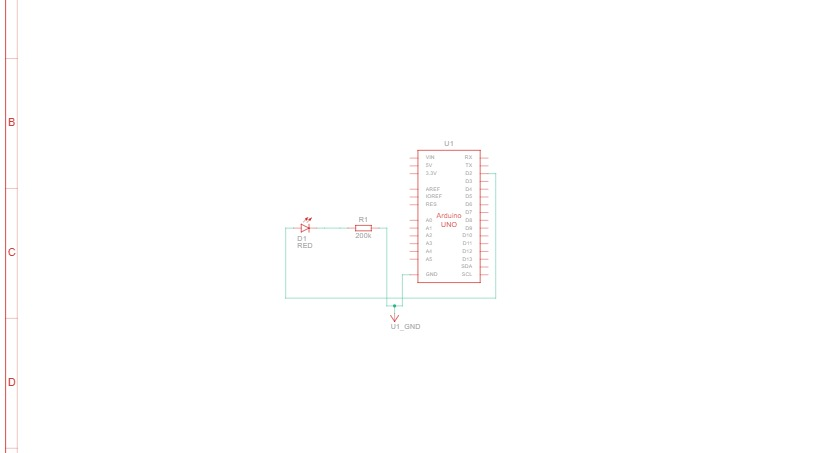 B
C
D
U1
VIN
5V
3.3V
AREF
IOREF
RES
A0
A1
A2
A3
A4
A5
GND
Arduino
UNO
RX
TX
D2
D3
D4
D5
D6
D7
D8
D9
D10
D11
D12
D13
SDA
SCL
D1
RED
R1
200k
U1_GND